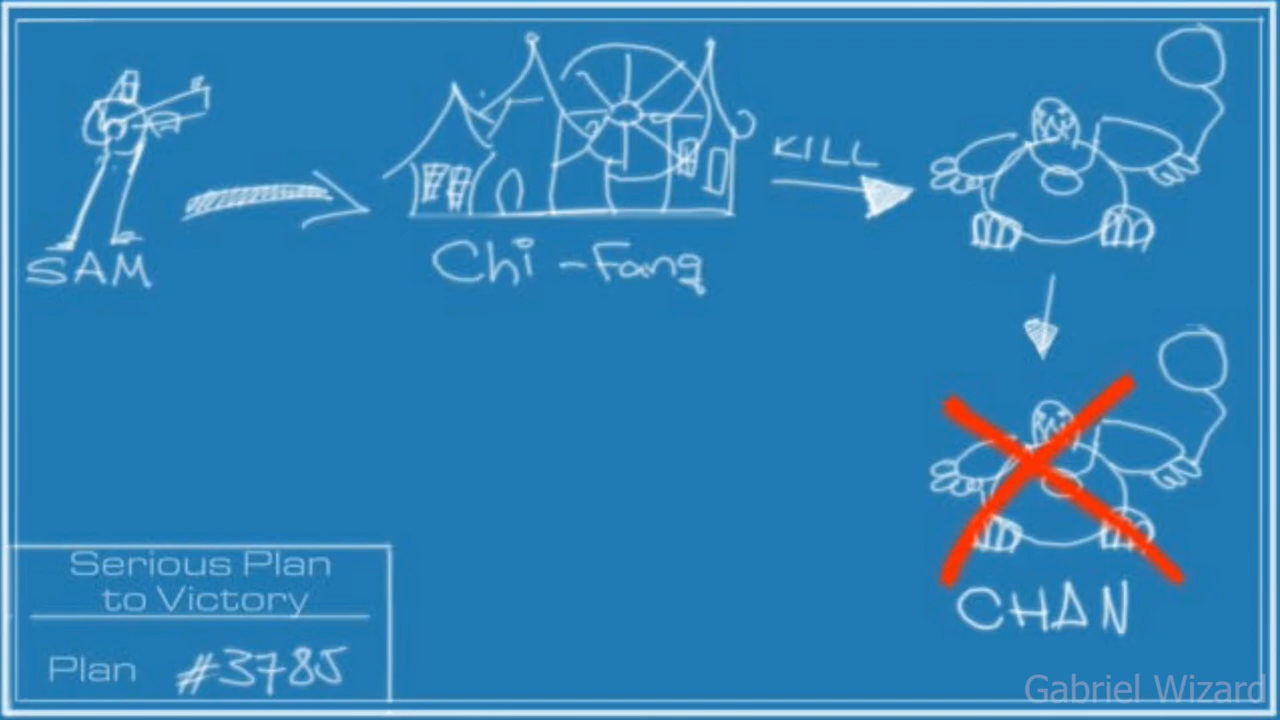 KILL
SAM
Chi-Fang
CHAN
Serious Plan
to Victory
Plan #3785
Gabriel Wizard